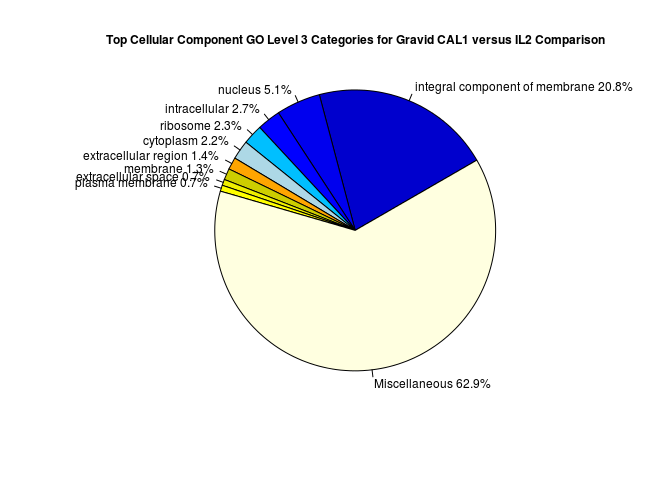 Top Cellular Component GO Level 3 Categories for Gravid CAL1 versus IL2 Comparison
integral component of membrane 20.8%
nucleus 5.1%
intracellular 2.7%
ribosome 2.3%
cytoplasm 2.2%
extracellular region 1.4%
membrane 1.3%
extracellular space 0.7%
plasma membrane 0.7%
Miscellaneous 62.9%